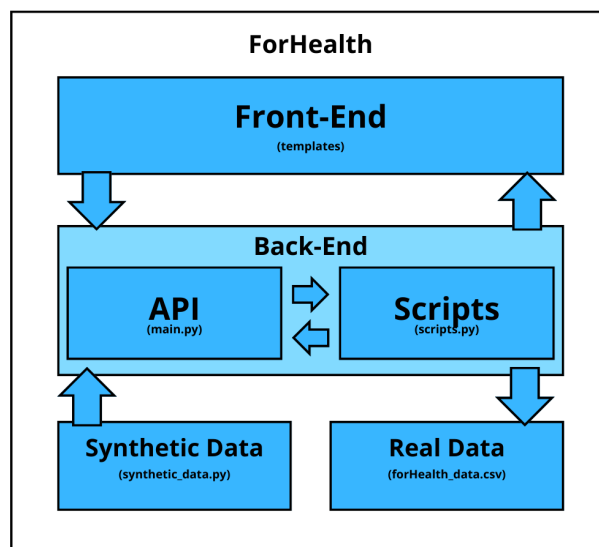 ForHealth
Front-End
(templates)
Back-End
API
(main.py)
Scripts
(scripts.py)
Synthetic Data
(synthetic_data.py)
Real Data
(forHealth_data.csv)